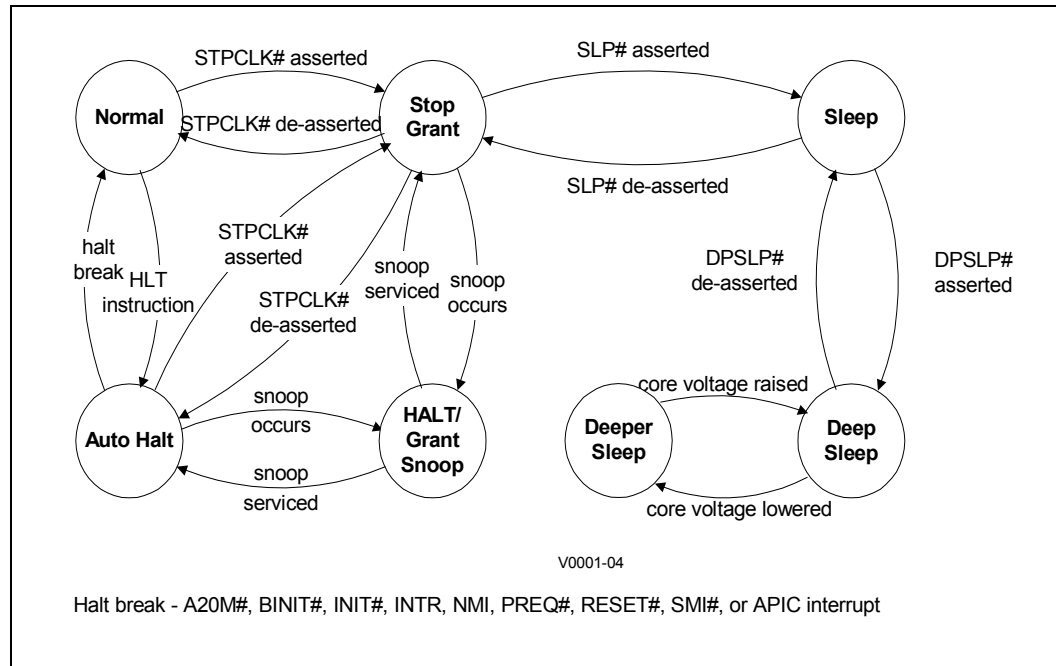 STPCLK# asserted
SLP# asserted
Normal
Stop
Grant
Sleep
STPCLK# de-asserted
SLP# de-asserted
halt
break
HLT
instruction
STPCLK#
asserted
STPCLK#
de-asserted
snoop
serviced
snoop
occurs
DPSLP#
de-asserted
DPSLP#
asserted
Auto Halt
snoop
occurs
snoop
serviced
HALT/
Grant
Snoop
core voltage raised
Deeper
Sleep
Deep
Sleep
core voltage lowered
V0001-04
Halt break - A20M#, BINIT#, INIT#, INTR, NMI, PREQ#, RESET#, SMI#, or APIC interrupt